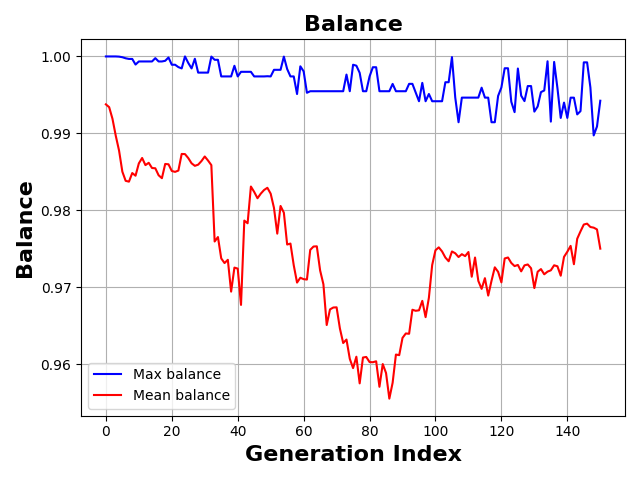 Balance
1.00
0.99
0.98
0.97
0.96
Balance
Max balance
Mean balance
0 20 40 60 80 100 120 140
Generation Index